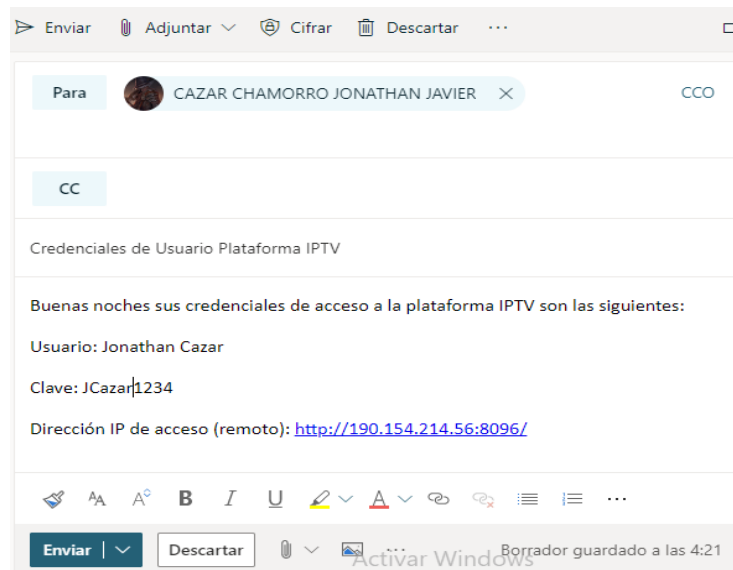 Enviar Adjuntar Cifrar Descartar ...
Para CAZAR CHAMORRO JONATHAN JAVIER CCO
CC
Credenciales de Usuario Plataforma IPTV
Buenas noches sus credenciales de acceso a la plataforma IPTV son las siguientes:
Usuario: Jonathan Cazar
Clave: JCazar1234
Dirección IP de acceso (remoto): http://190.154.214.56:8096/
AA A B I U A ...
Enviar Descartar ... Borrador guardado a las 4:21
Activar Windows